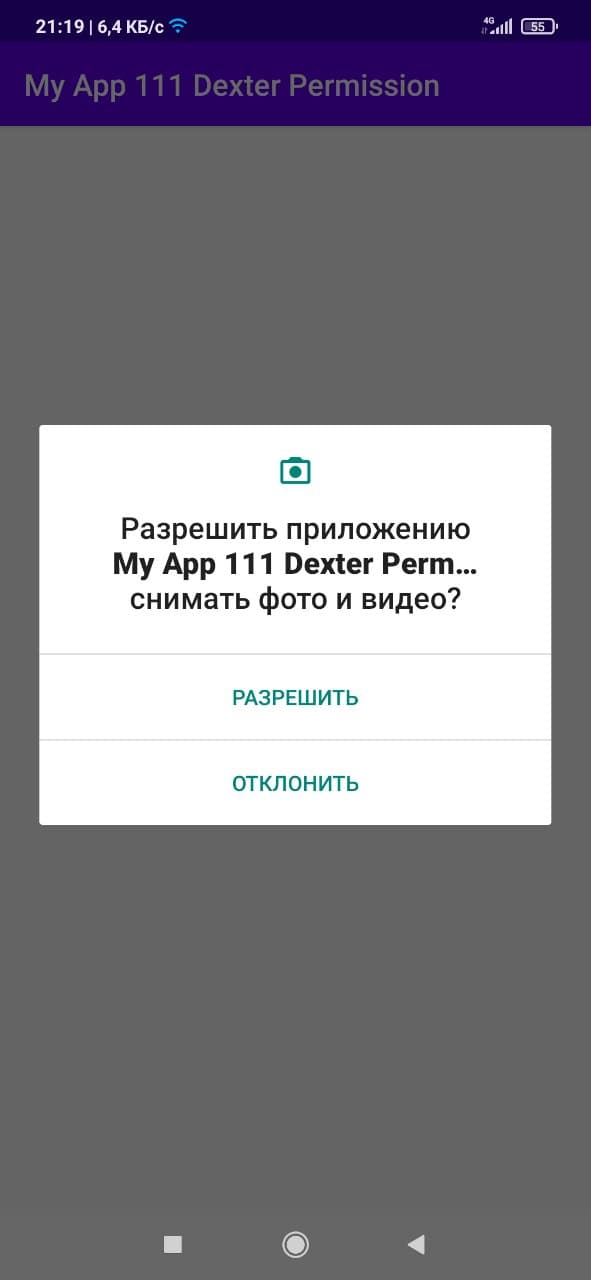 21:19 | 6,4 КБ/с
4G
55
My App 111 Dexter Permission
Разрешить приложению
My App 111 Dexter Perm...
снимать фото и видео?
РАЗРЕШИТЬ
ОТКЛОНИТЬ